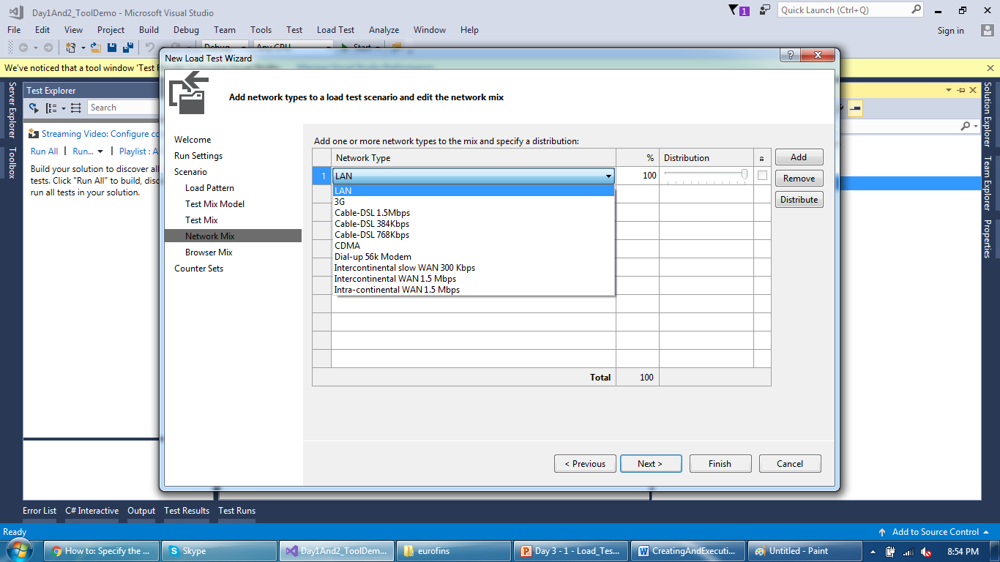 Day1And2_ToolDemo - Microsoft Visual Studio
1
Quick Launch (Ctrl+Q)
File Edit View Project Build Debug Team Tools Test Load Test Analyze Window Help
Sign in
Debug Any CPU Start
New Load Test Wizard
We've noticed that a tool window 'Test
Server Explorer
Toolbox
Test Explorer
Search
Streaming Video: Configure
Run All | Run... | Playlist :
Build your solution to discover all
tests. Click "Run All" to build,
run all tests in your solution.
Add network types to a load test scenario and edit the network mix
Welcome
Run Settings
Scenario
Load Pattern
Test Mix Model
Test Mix
Network Mix
Browser Mix
Counter Sets
Add one or more network types to the mix and specify a distribution:
Network Type % Distribution
1 LAN 100
LAN
3G
Cable-DSL 1.5Mbps
Cable-DSL 384Kbps
Cable-DSL 768Kbps
CDMA
Dial-up 56k Modem
Intercontinental slow WAN 300 Kbps
Intercontinental WAN 1.5 Mbps
Intra-continental WAN 1.5 Mbps
Total 100
Add
Remove
Distribute
< Previous Next > Finish Cancel
Solution Explorer
Team Explorer
Properties
Error List C# Interactive Output Test Results Test Runs
Ready
Add to Source Control
How to: Specify the ... Skype Day1And2_ToolDem... eurofins Day 3 - 1 - Load_Tes... CreatingAndExecuti... Untitled - Paint 8:54 PM